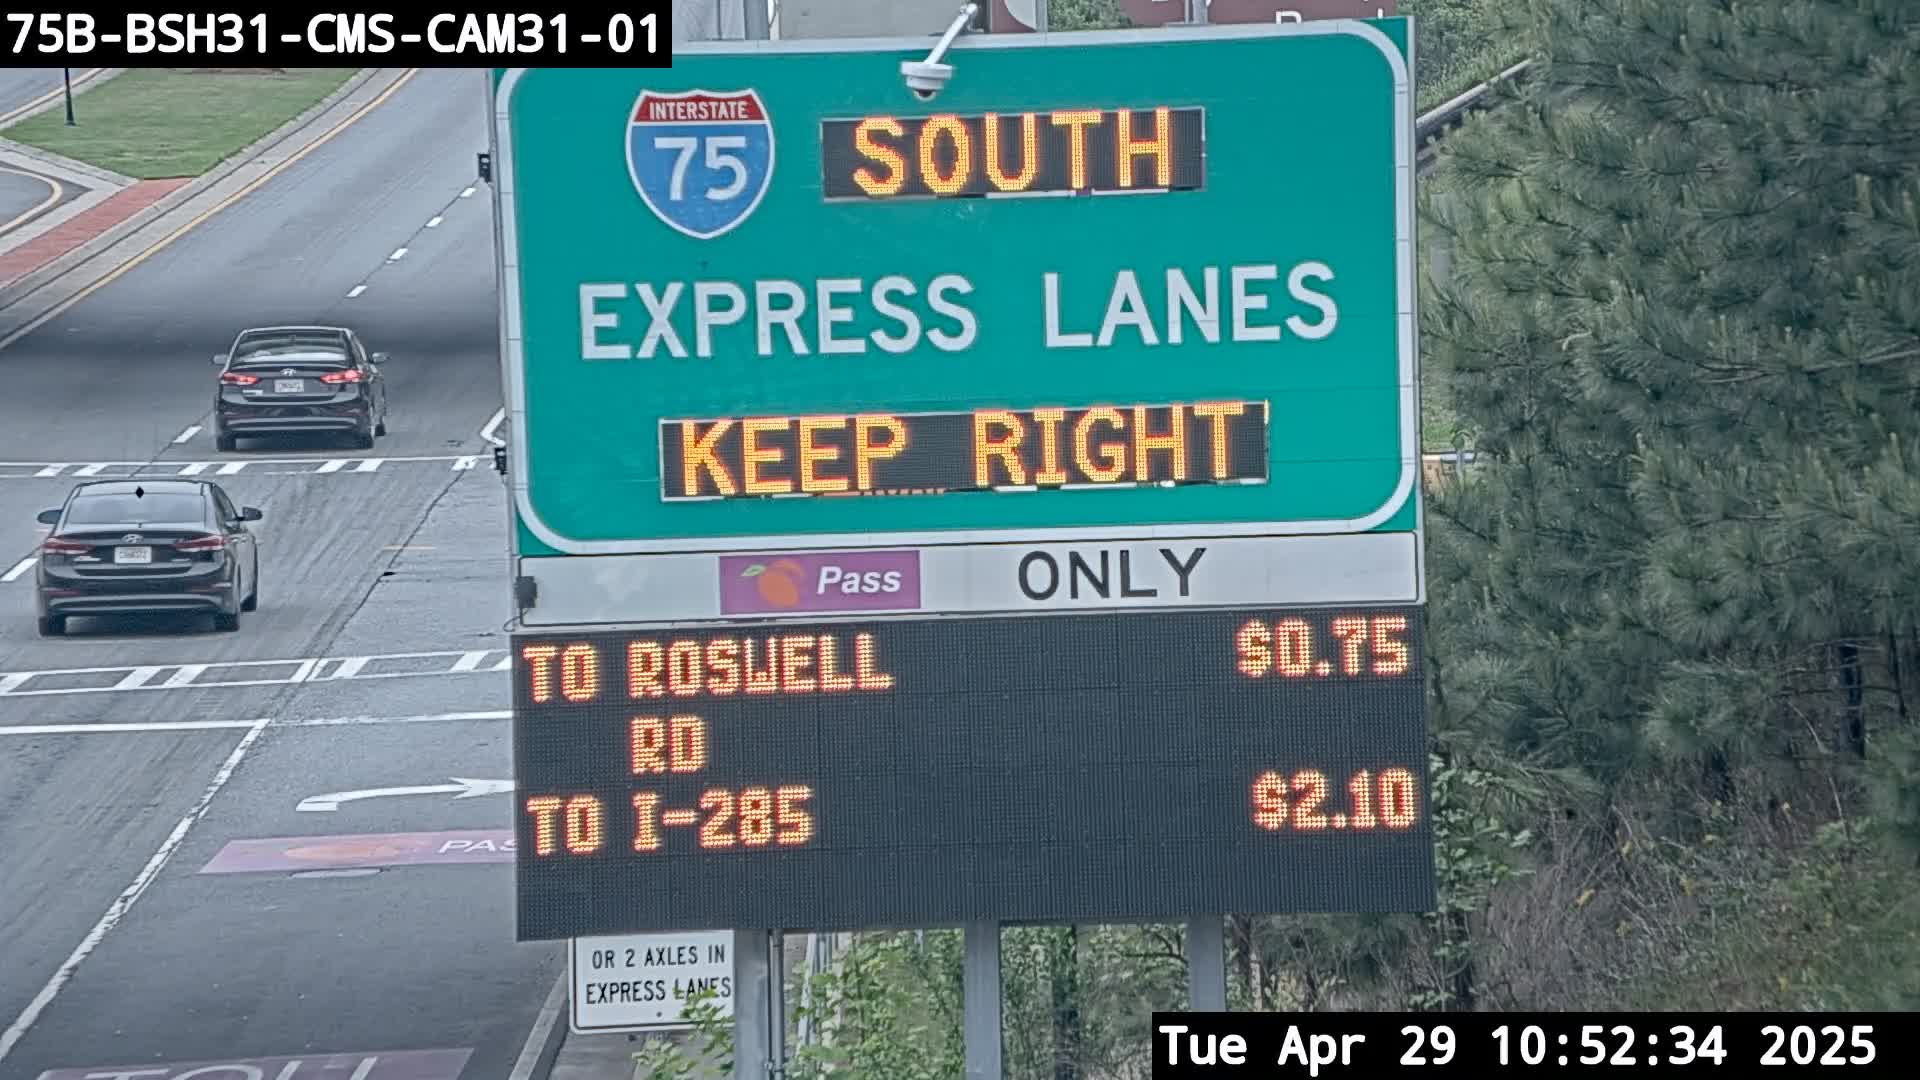 75B-BSH31-CMS-CAM31-01
INTERSTATE
75
SOUTH
EXPRESS LANES
KEEP RIGHT
Pass ONLY
TO ROSWELL $0.75
RD
TO I-285 $2.10
OR 2 AXLES IN
EXPRESS LANES
Tue Apr 29 10:52:34 2025